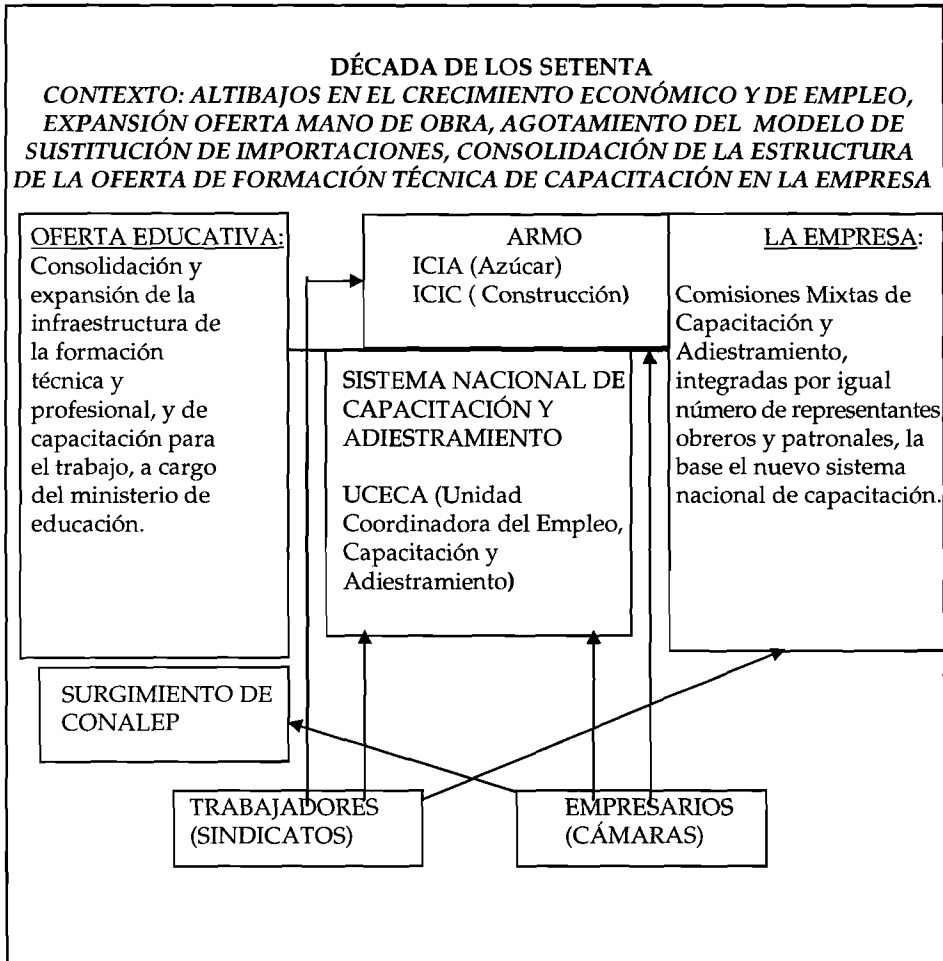 DÉCADA DE LOS SETENTA
CONTEXTO: ALTIBAJOS EN EL CRECIMIENTO ECONÓMICO Y DE EMPLEO,
EXPANSIÓN OFERTA MANO DE OBRA, AGOTAMIENTO DEL MODELO DE
SUSTITUCIÓN DE IMPORTACIONES, CONSOLIDACIÓN DE LA ESTRUCTURA
DE LA OFERTA DE FORMACIÓN TÉCNICA DE CAPACITACIÓN EN LA EMPRESA
OFERTA EDUCATIVA:
Consolidación y
expansión de la
infraestructura de
la formación
técnica y
profesional, y de
capacitación para
el trabajo, a cargo
del ministerio de
educación.
ARMO
ICIA (Azúcar)
ICIC ( Construcción)
SISTEMA NACIONAL DE
CAPACITACIÓN Y
ADIESTRAMIENTO
UCECA (Unidad
Coordinadora del Empleo,
Capacitación y
Adiestramiento)
LA EMPRESA:
Comisiones Mixtas de
Capacitación y
Adiestramiento,
integradas por igual
número de representantes
obreros y patronales, la
base el nuevo sistema
nacional de capacitación.
SURGIMIENTO DE
CONALEP
TRABAJADORES
(SINDICATOS)
EMPRESARIOS
(CÁMARAS)